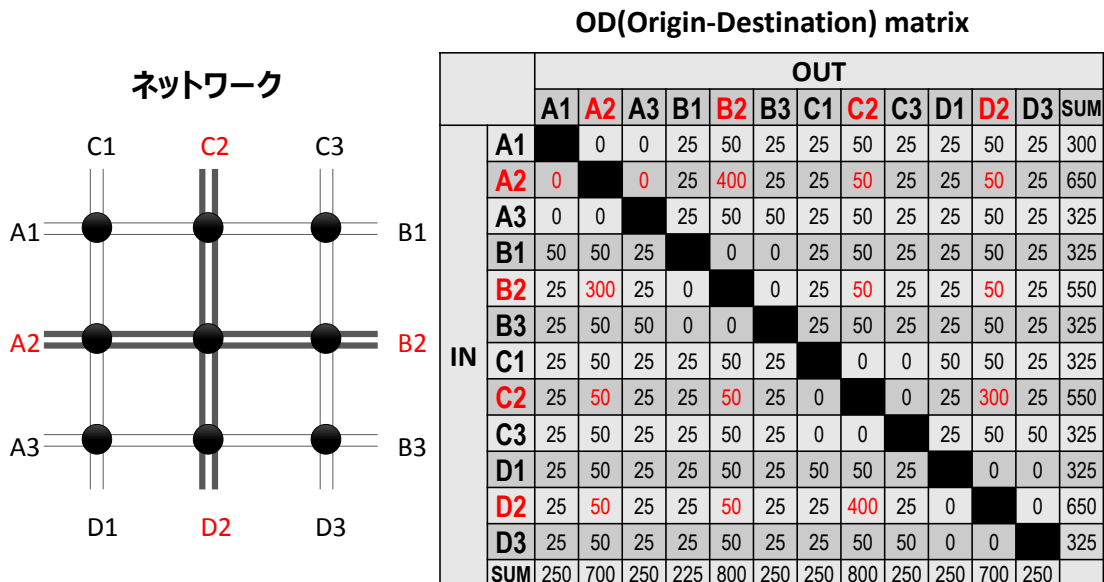 OD(Origin-Destination) matrix
ネットワーク
C1 C2 C3
A1 B1
A2 B2
A3 B3
D1 D2 D3
OUT
A1 A2 A3 B1 B2 B3 C1 C2 C3 D1 D2 D3 SUM
IN
A1 0 0 25 50 25 25 50 25 25 50 25 300
A2 0 0 25 400 25 25 50 25 25 50 25 650
A3 0 0 25 50 50 25 50 25 25 50 25 325
B1 50 50 25 0 0 25 50 25 25 50 25 325
B2 25 300 25 0 0 25 50 25 25 50 25 550
B3 25 50 50 0 0 25 50 25 25 50 25 325
C1 25 50 25 25 50 25 0 0 50 50 25 325
C2 25 50 25 25 50 25 0 0 25 300 25 550
C3 25 50 25 25 50 25 0 0 25 50 50 325
D1 25 50 25 25 50 25 50 50 25 0 0 325
D2 25 50 25 25 50 25 25 400 25 0 0 650
D3 25 50 25 25 50 25 25 50 50 0 0 325
SUM 250 700 250 225 800 250 250 800 250 250 700 250